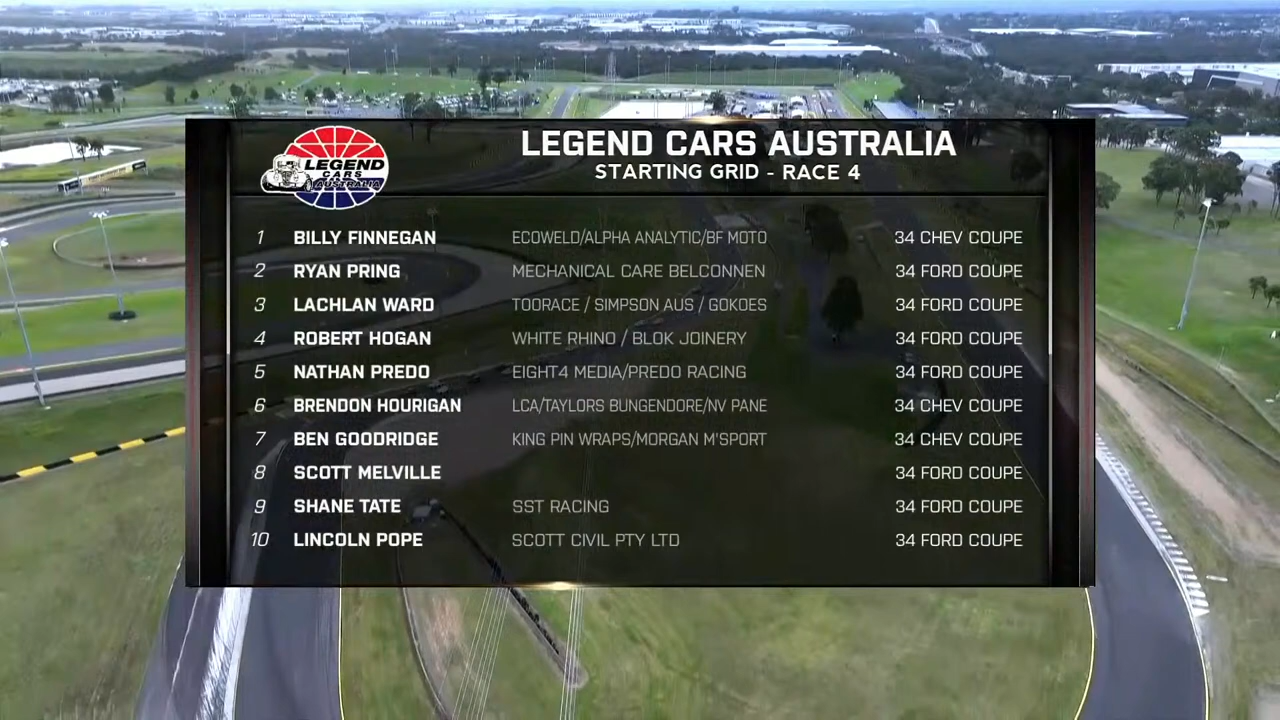 LEGEND CARS AUSTRALIA
LEGEND CARS AUSTRALIA
STARTING GRID - RACE 4
1 BILLY FINNEGAN ECOWELD/ALPHA ANALYTIC/BF MOTO 34 CHEV COUPE
2 RYAN PRING MECHANICAL CARE BELCONNEN 34 FORD COUPE
3 LACHLAN WARD TOORACE / SIMPSON AUS / GOKDES 34 FORD COUPE
4 ROBERT HOGAN WHITE RHINO / BLOK JOINERY 34 FORD COUPE
5 NATHAN PREDO EIGHT4 MEDIA/PREDO RACING 34 FORD COUPE
6 BRENDON HOURIGAN LCA/TAYLORS BUNGENDORE/NV PANE 34 CHEV COUPE
7 BEN GOODRIDGE KING PIN WRAPS/MORGAN M'SPORT 34 CHEV COUPE
8 SCOTT MELVILLE 34 FORD COUPE
9 SHANE TATE SST RACING 34 FORD COUPE
10 LINCOLN POPE SCOTT CIVIL PTY LTD 34 FORD COUPE